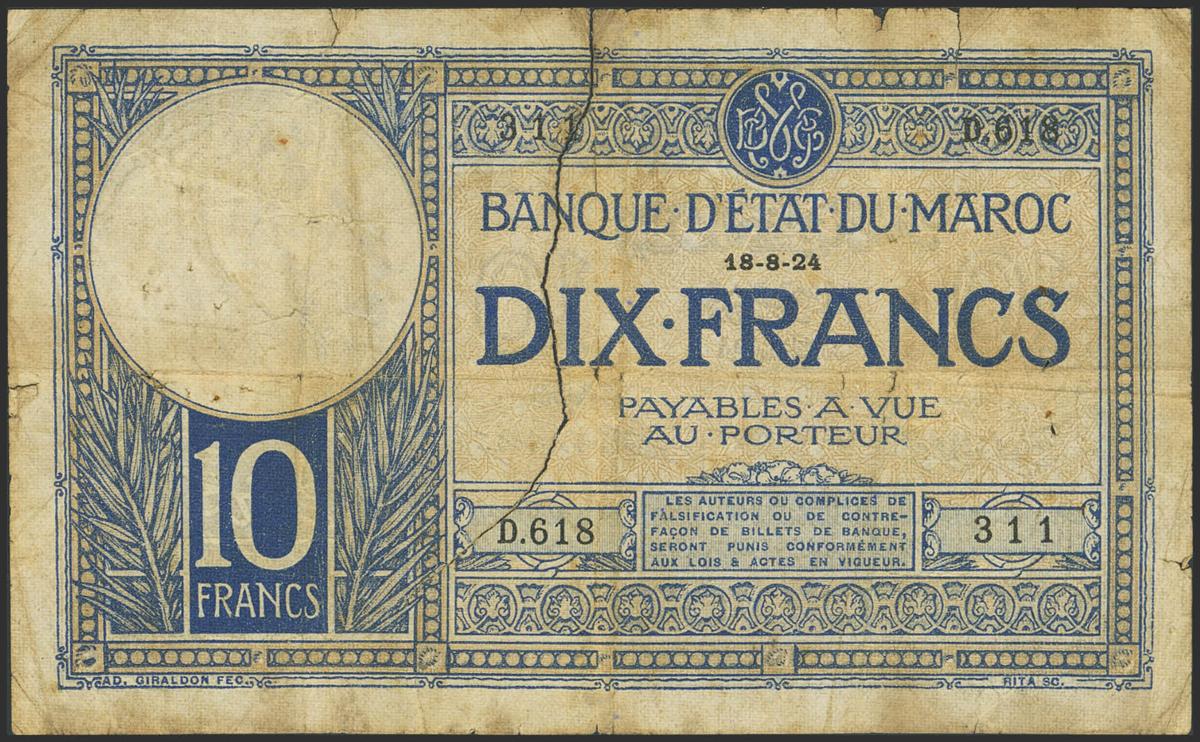 311
D.618
BANQUE·D'ÉTAT·DU·MAROC
18-8-24
DIX·FRANCS
PAYABLES·A·VUE
AU·PORTEUR
10
FRANCS
D.618
LES AUTEURS OU COMPLICES DE
FALSIFICATION OU DE CONTRE-
FAÇON DE BILLETS DE BANQUE,
SERONT PUNIS CONFORMÉMENT
AUX LOIS & ACTES EN VIGUEUR.
311
AD. GIRALDON FEC.
RITA SC.